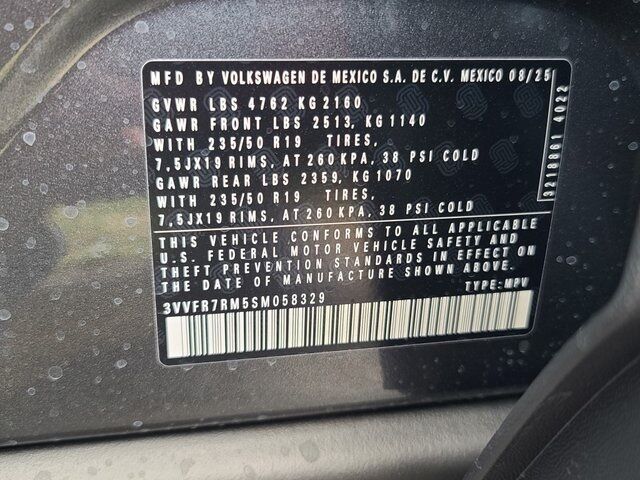 MFD BY VOLKSWAGEN DE MEXICO S.A. DE C.V. MEXICO 08/25
GVWR LBS 4762 KG 2160
GAWR FRONT LBS 2513, KG 1140
WITH 235/50 R19 TIRES,
7,5JX19 RIMS, AT 260 KPA, 38 PSI COLD
GAWR REAR LBS 2359, KG 1070
WITH 235/50 R19 TIRES,
7,5JX19 RIMS, AT 260 KPA, 38 PSI COLD
THIS VEHICLE CONFORMS TO ALL APPLICABLE
U.S. FEDERAL MOTOR VEHICLE SAFETY AND
THEFT PREVENTION STANDARDS IN EFFECT ON
THE DATE OF MANUFACTURE SHOWN ABOVE.
3VVFR7RM5SM058329 TYPE: MPV
3218861 4022